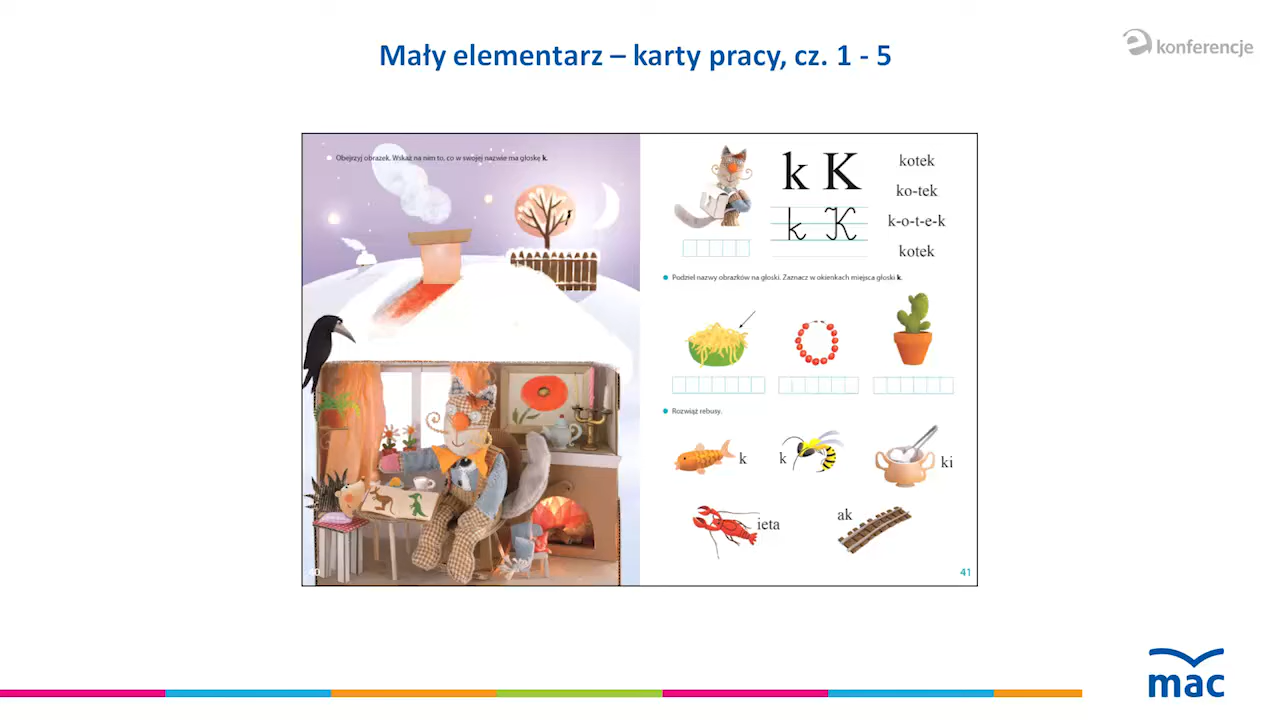 Mały elementarz – karty pracy, cz. 1 - 5
e konferencje
Obejrzyj obrazek. Wskaż na nim to, co w swojej nazwie ma głoskę k.
k K
k K
kotek
ko-tek
k-o-t-e-k
kotek
Podziel nazwy obrazków na głoski. Zaznacz w okienkach miejsca głoski k.
Rozwiąż rebusy.
k
k
ki
ieta
ak
40
41
mac